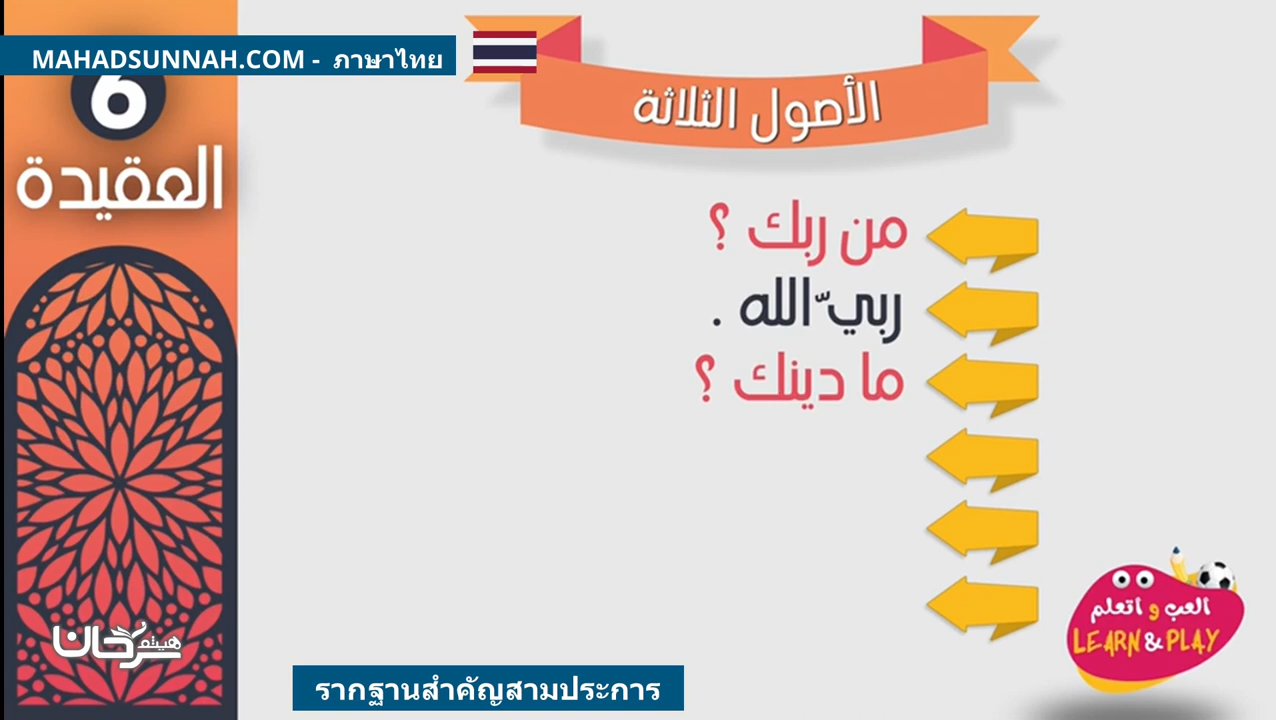 MAHADSUNNAH.COM - ภาษาไทย
6
العقيدة
الأصول الثلاثة
من ربك ؟
ربيّ الله .
ما دينك ؟
العب و اتعلم
LEARN & PLAY
هيثم سرحان
รากฐานสำคัญสามประการ